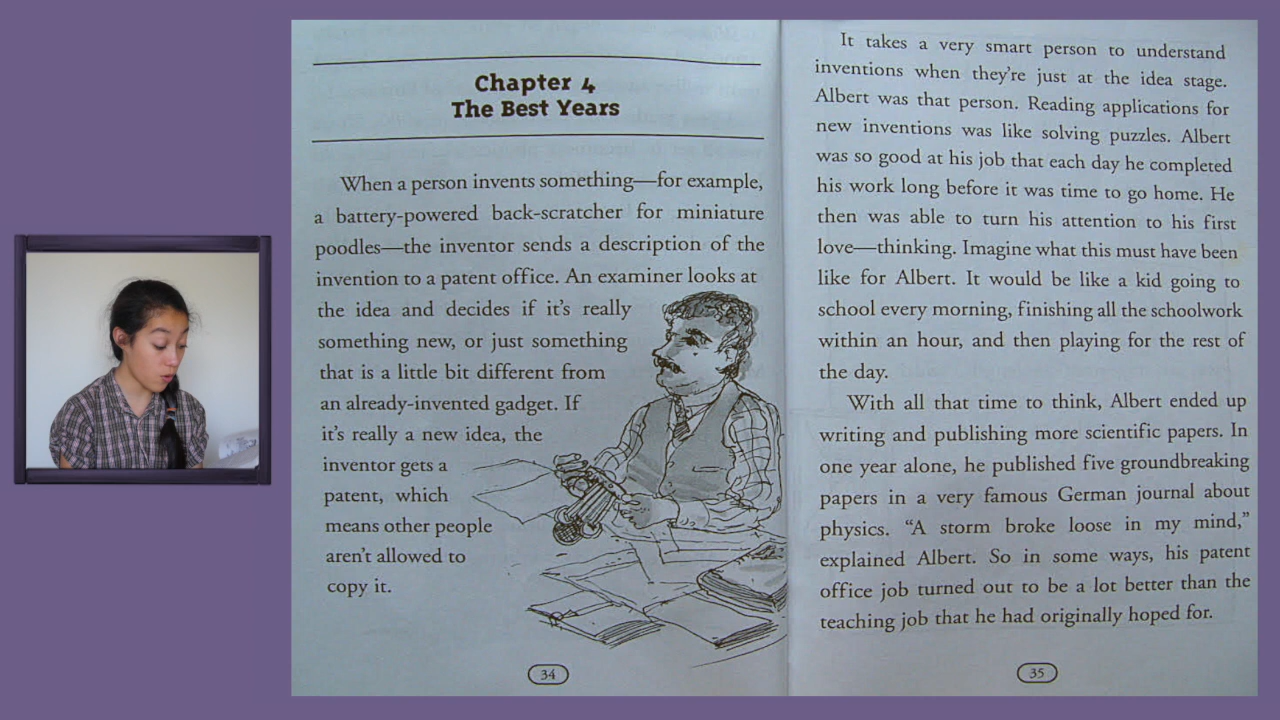 Chapter 4
The Best Years
When a person invents something—for example,
a battery-powered back-scratcher for miniature
poodles—the inventor sends a description of the
invention to a patent office. An examiner looks at
the idea and decides if it's really
something new, or just something
that is a little bit different from
an already-invented gadget. If
it's really a new idea, the
inventor gets a
patent, which
means other people
aren't allowed to
copy it.
34
It takes a very smart person to understand
inventions when they're just at the idea stage.
Albert was that person. Reading applications for
new inventions was like solving puzzles. Albert
was so good at his job that each day he completed
his work long before it was time to go home. He
then was able to turn his attention to his first
love—thinking. Imagine what this must have been
like for Albert. It would be like a kid going to
school every morning, finishing all the schoolwork
within an hour, and then playing for the rest of
the day.
With all that time to think, Albert ended up
writing and publishing more scientific papers. In
one year alone, he published five groundbreaking
papers in a very famous German journal about
physics. “A storm broke loose in my mind,”
explained Albert. So in some ways, his patent
office job turned out to be a lot better than the
teaching job that he had originally hoped for.
35